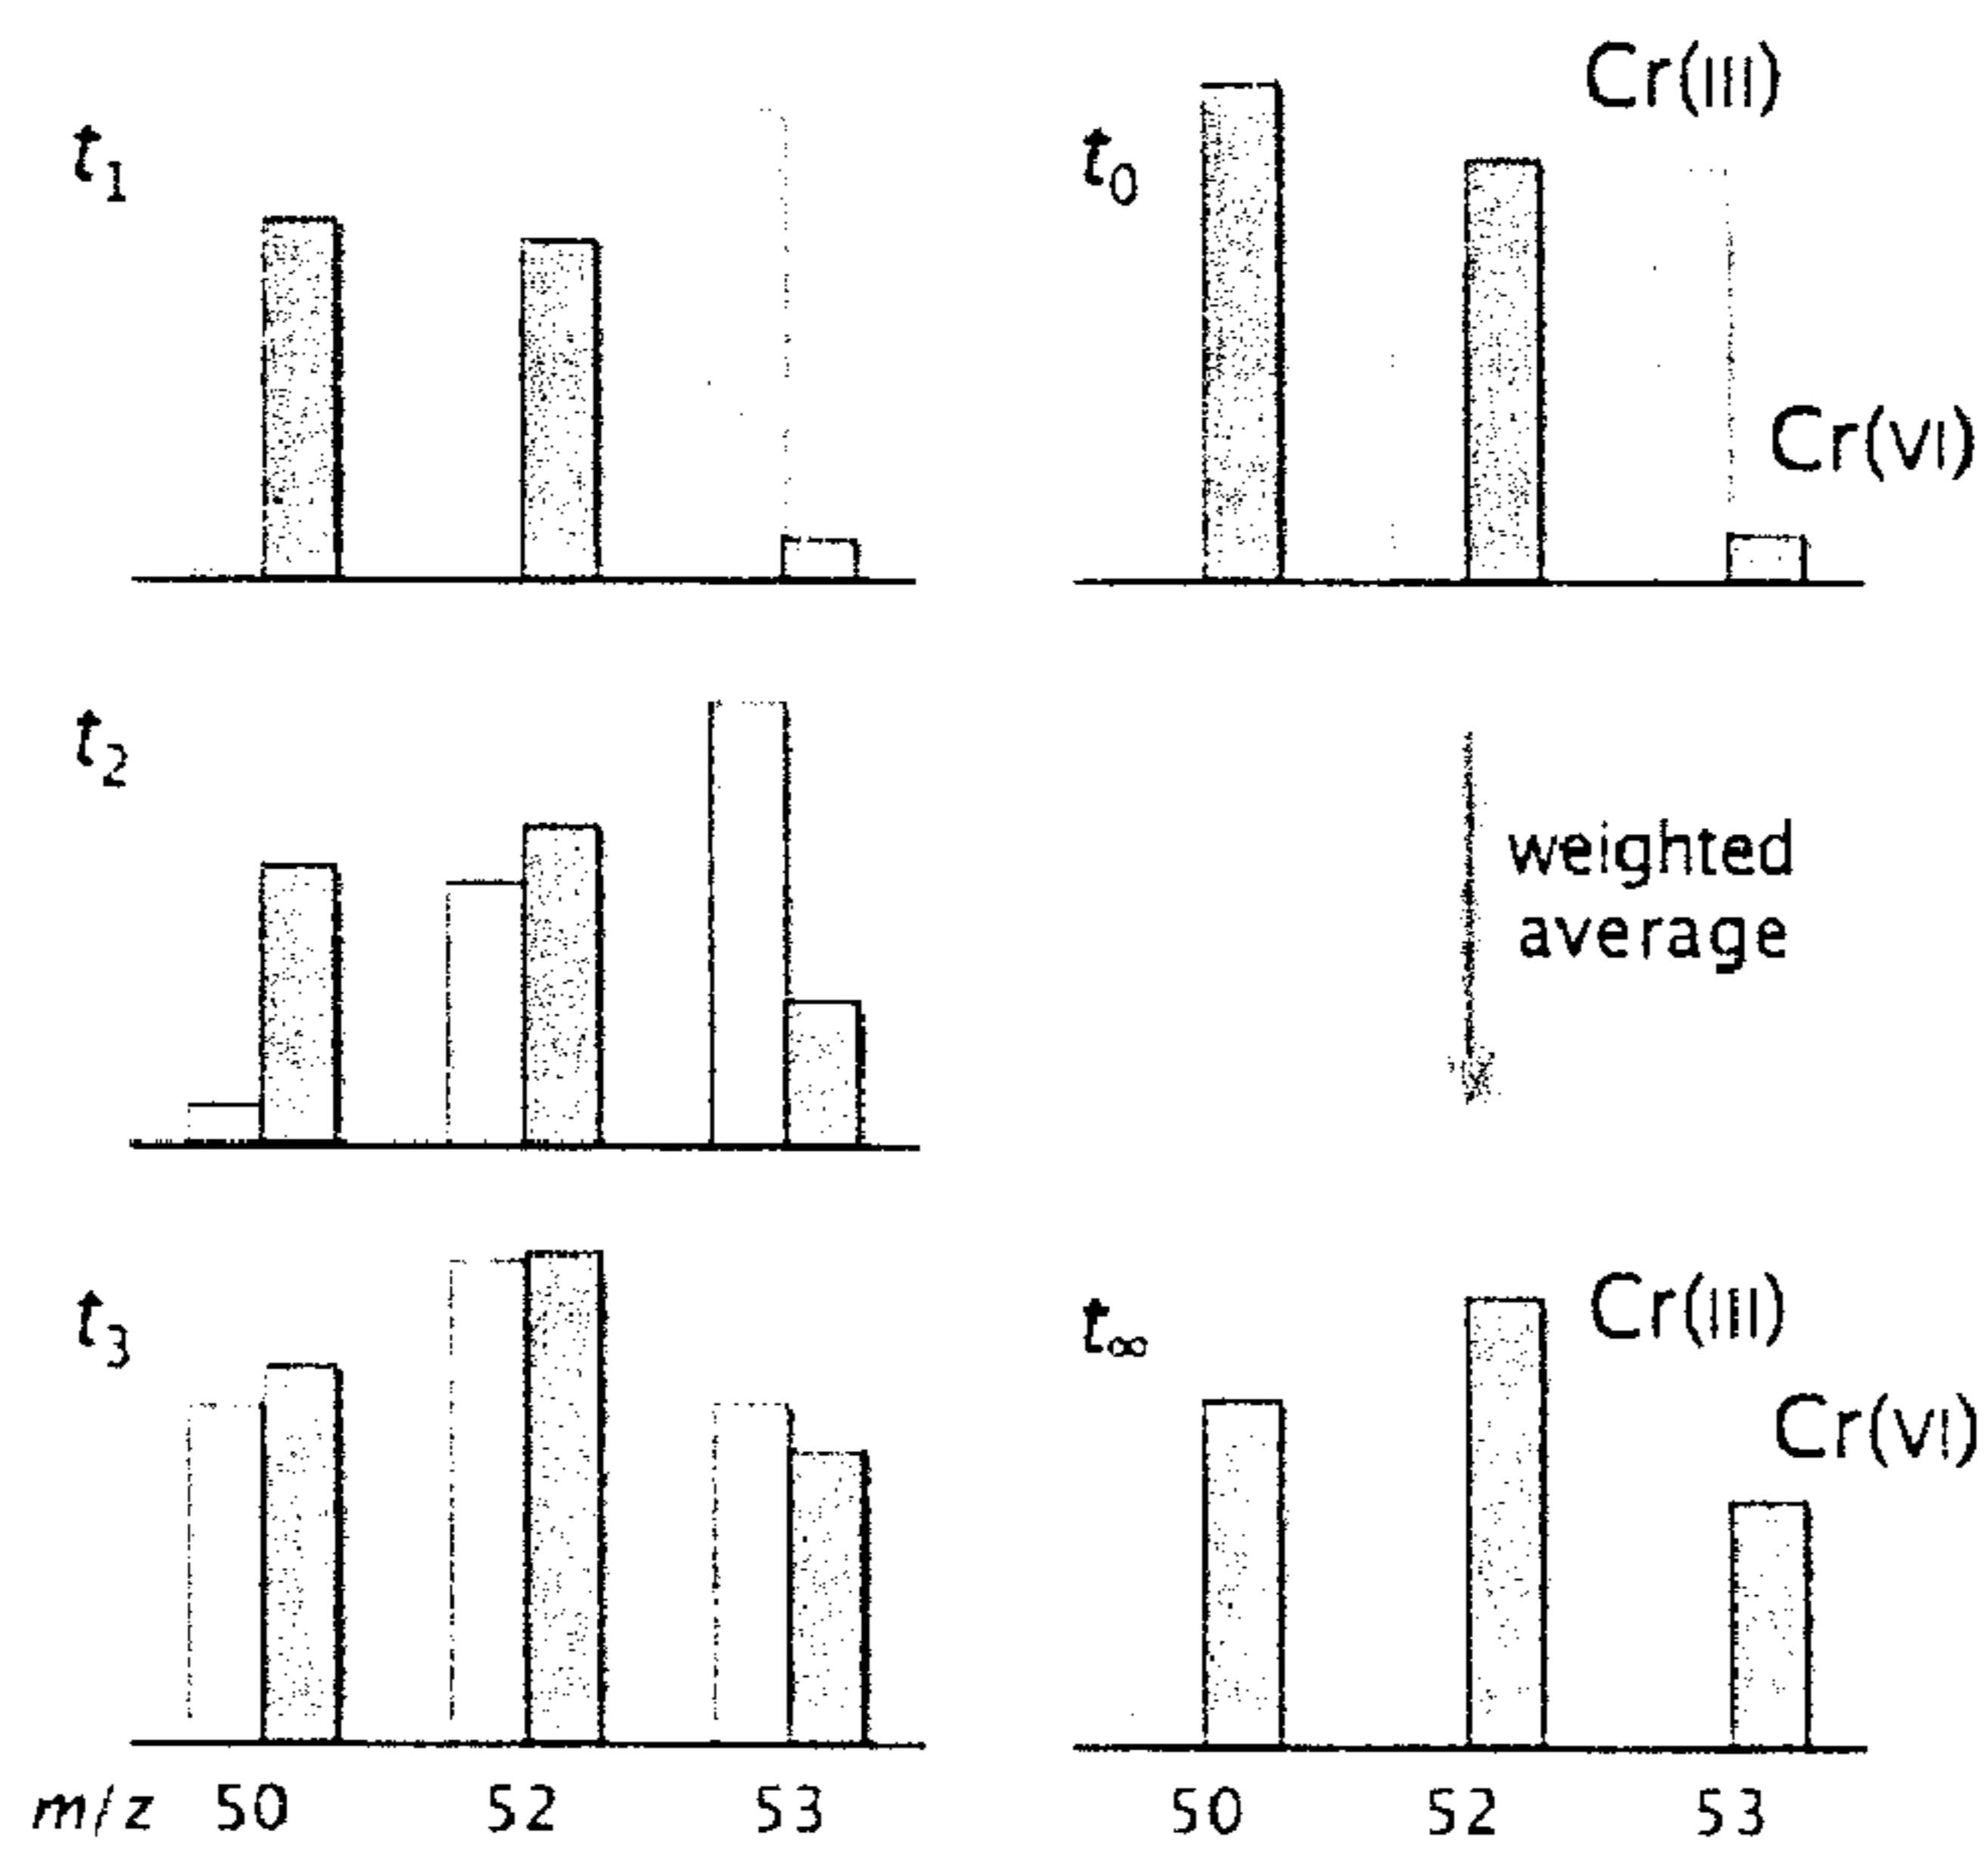 t₁
t₀
Cr(III)
Cr(VI)
t₂
weighted
average
t₃
t∞
Cr(III)
Cr(VI)
m/z 50 52 53
50 52 53